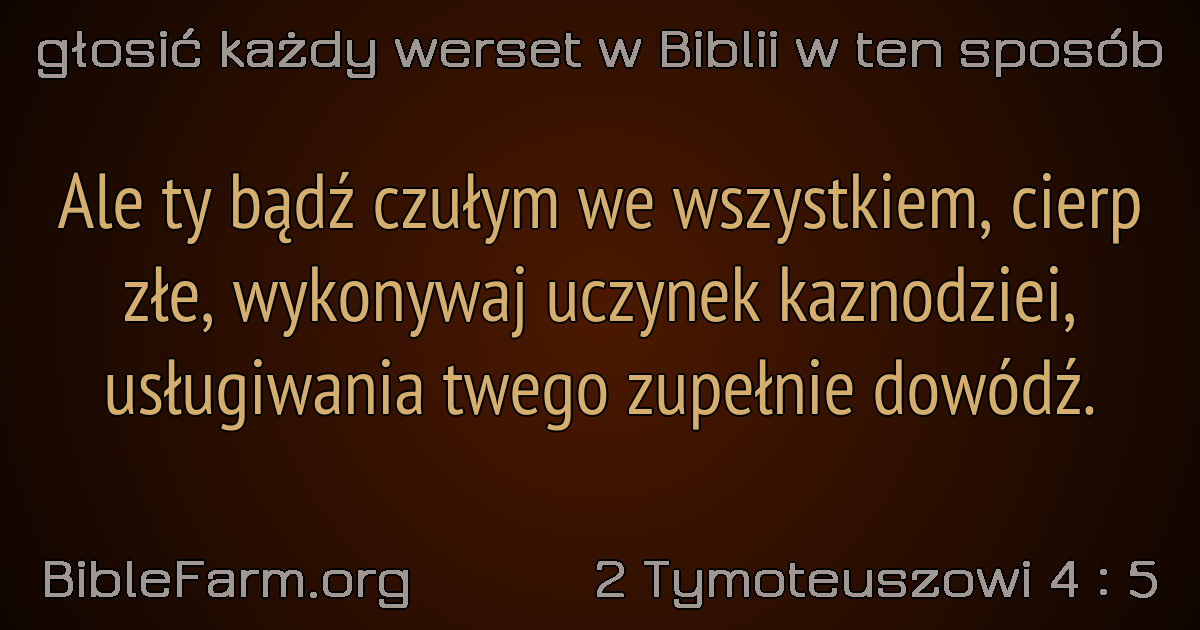 głosić każdy werset w Biblii w ten sposób
Ale ty bądź czułym we wszystkiem, cierp
złe, wykonywaj uczynek kaznodziei,
usługiwania twego zupełnie dowódź.
BibleFarm.org
2 Tymoteuszowi 4 : 5